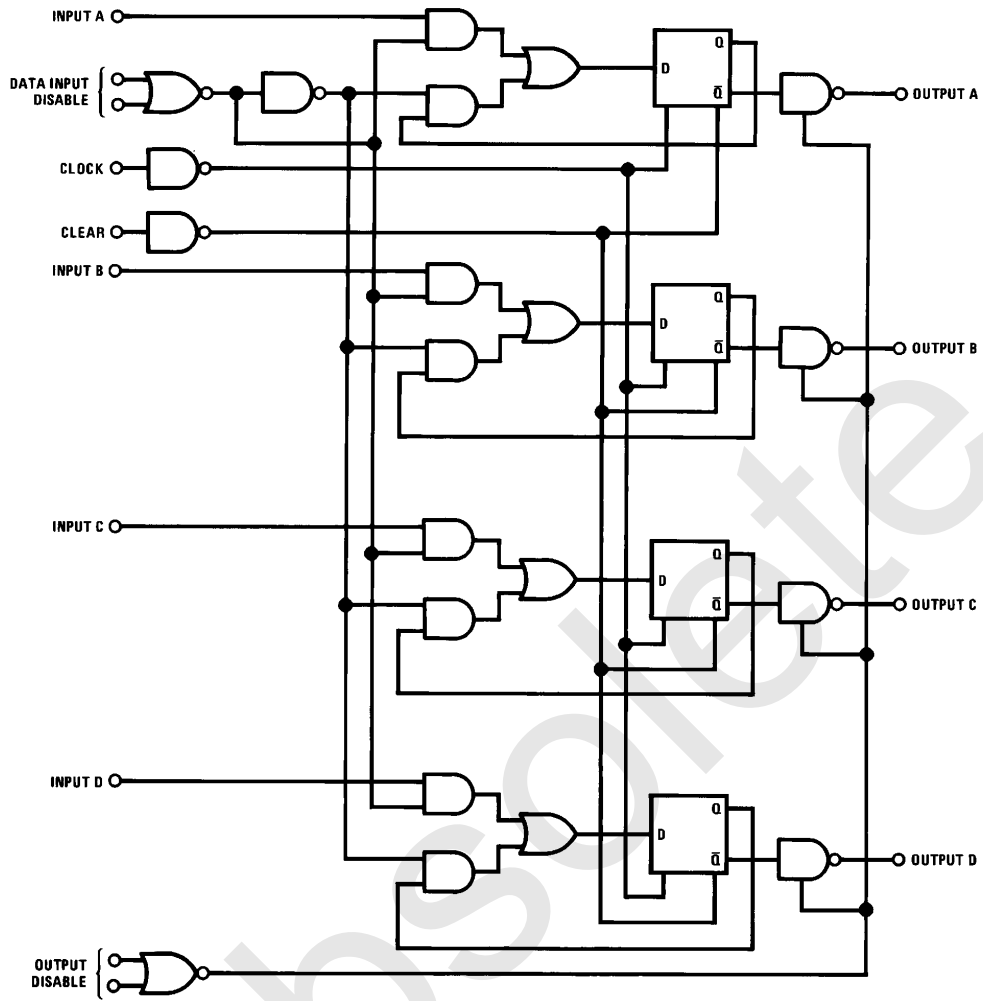 INPUT A
DATA INPUT
DISABLE
CLOCK
CLEAR
INPUT B
INPUT C
INPUT D
OUTPUT
DISABLE
D
Q
Q̅
OUTPUT A
D
Q
Q̅
OUTPUT B
D
Q
Q̅
OUTPUT C
D
Q
Q̅
OUTPUT D
obsolete